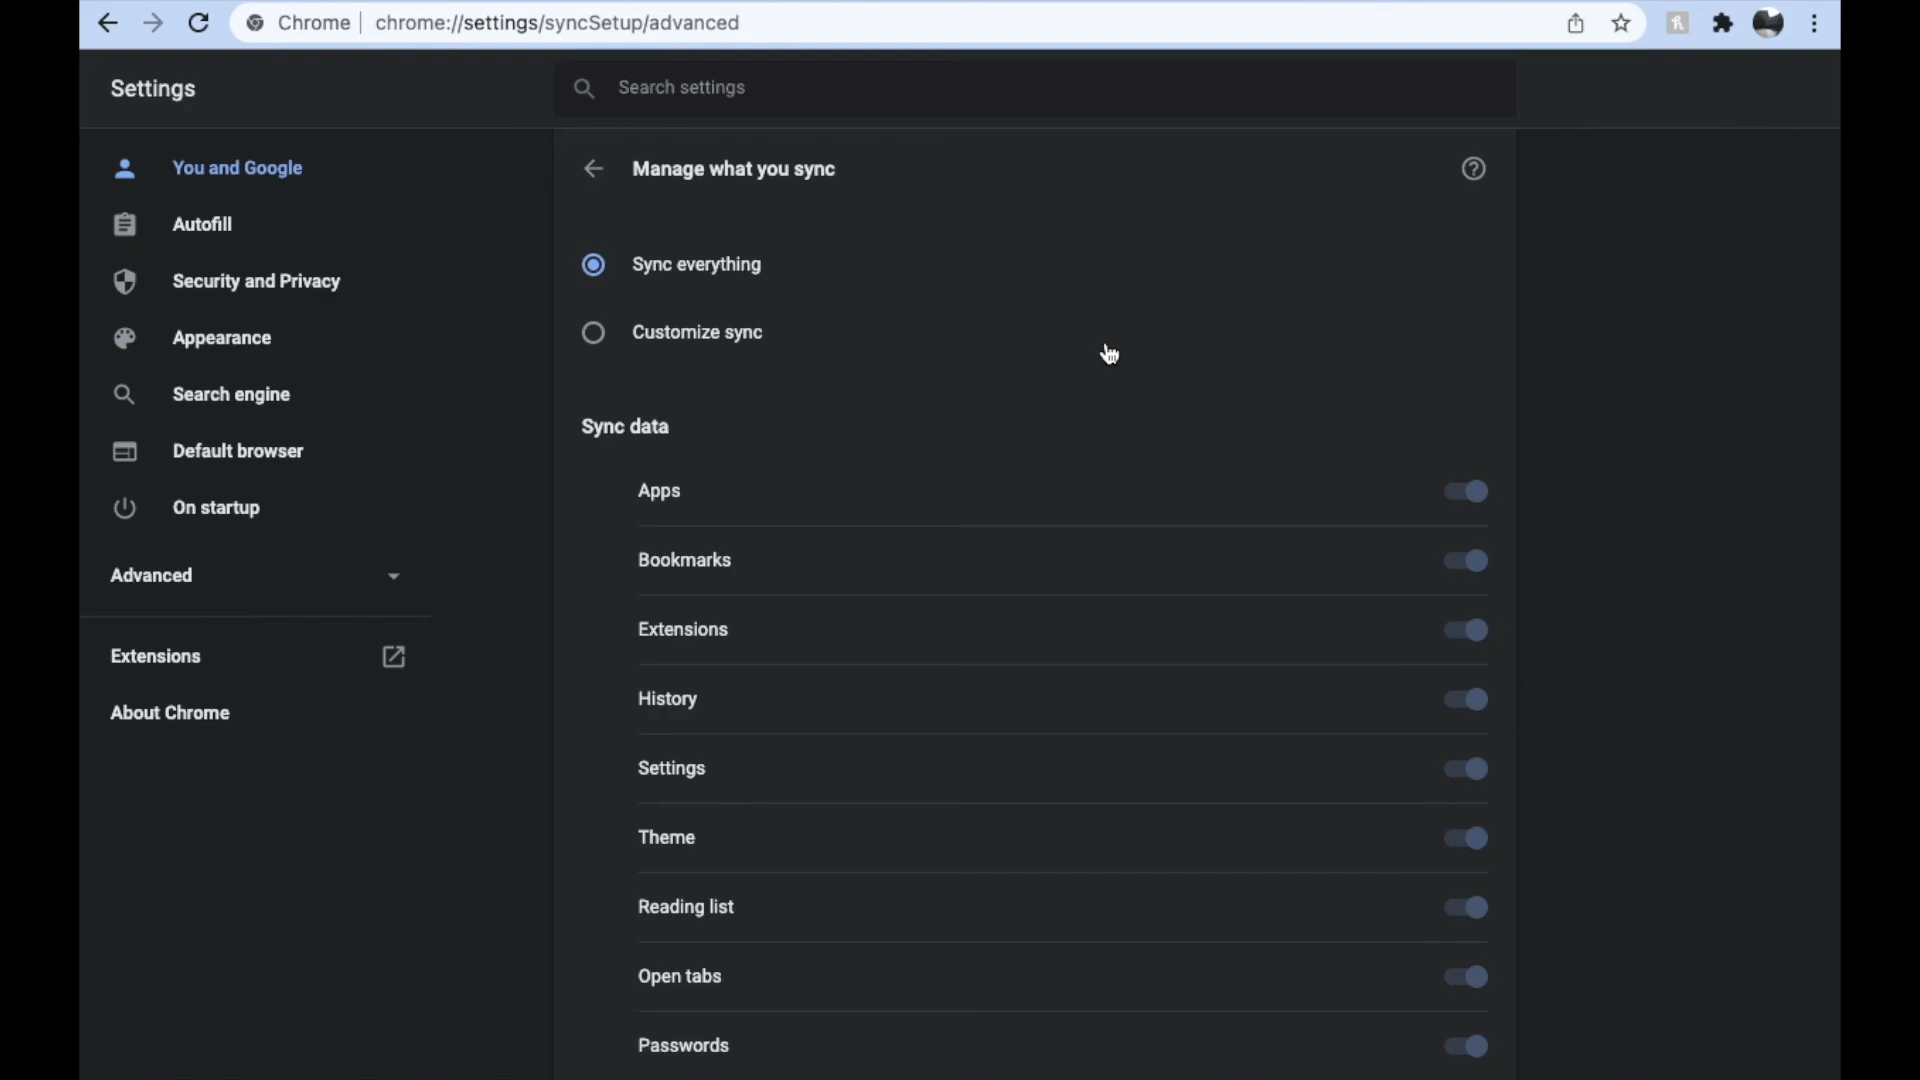 Chrome | chrome://settings/syncSetup/advanced
Settings
Search settings
You and Google
Autofill
Security and Privacy
Appearance
Search engine
Default browser
On startup
Advanced
Extensions
About Chrome
Manage what you sync
Sync everything
Customize sync
Sync data
Apps
Bookmarks
Extensions
History
Settings
Theme
Reading list
Open tabs
Passwords